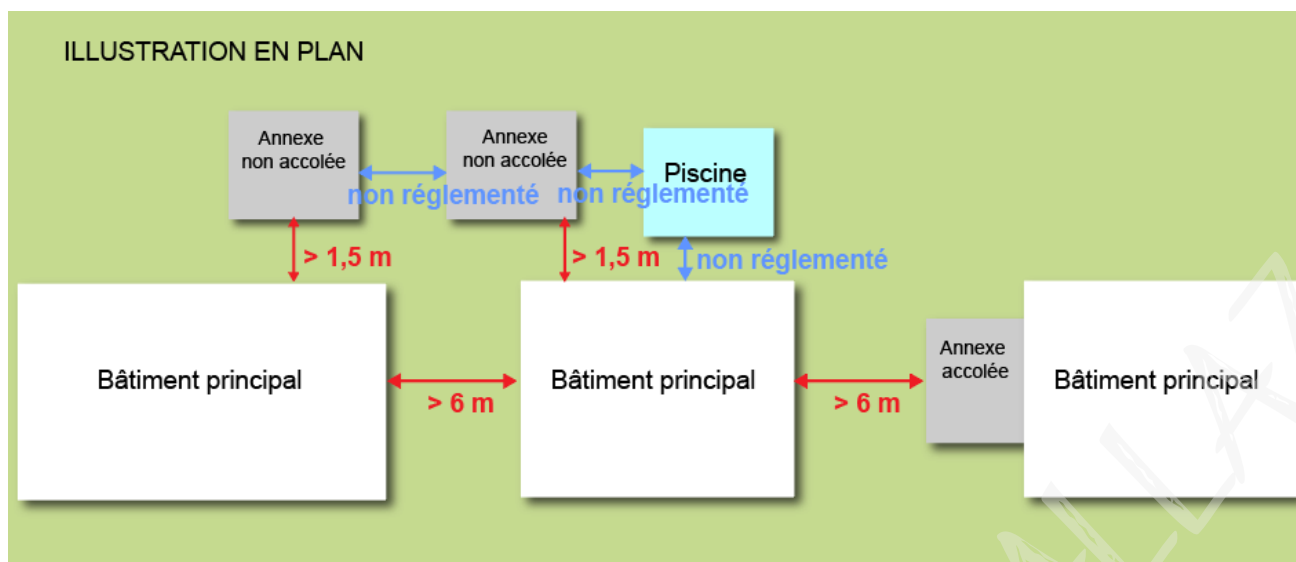 ILLUSTRATION EN PLAN
Annexe
non accolée
Annexe
non accolée
Piscine
non réglementé
non réglementé
> 1,5 m
> 1,5 m
non réglementé
Bâtiment principal
> 6 m
Bâtiment principal
> 6 m
Annexe
accolée
Bâtiment principal